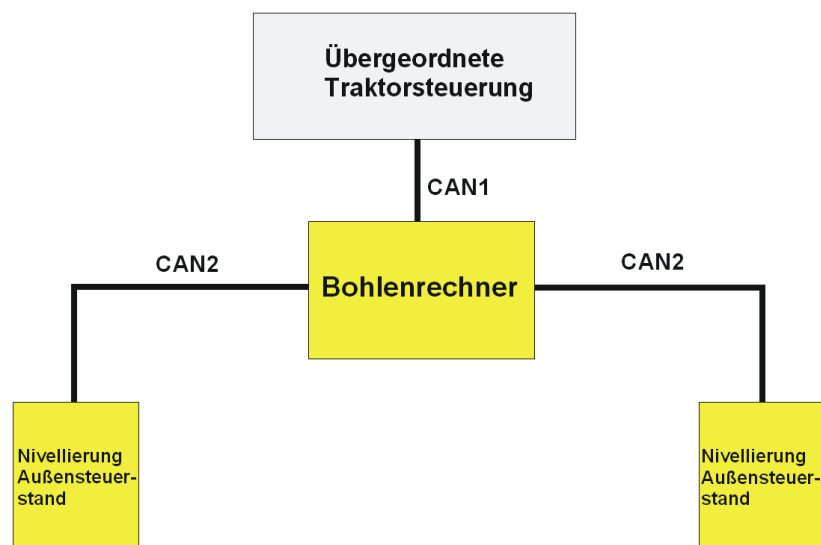 Übergeordnete
Traktorsteuerung
CAN1
CAN2
CAN2
Bohlenrechner
Nivellierung
Außensteuer-
stand
Nivellierung
Außensteuer-
stand